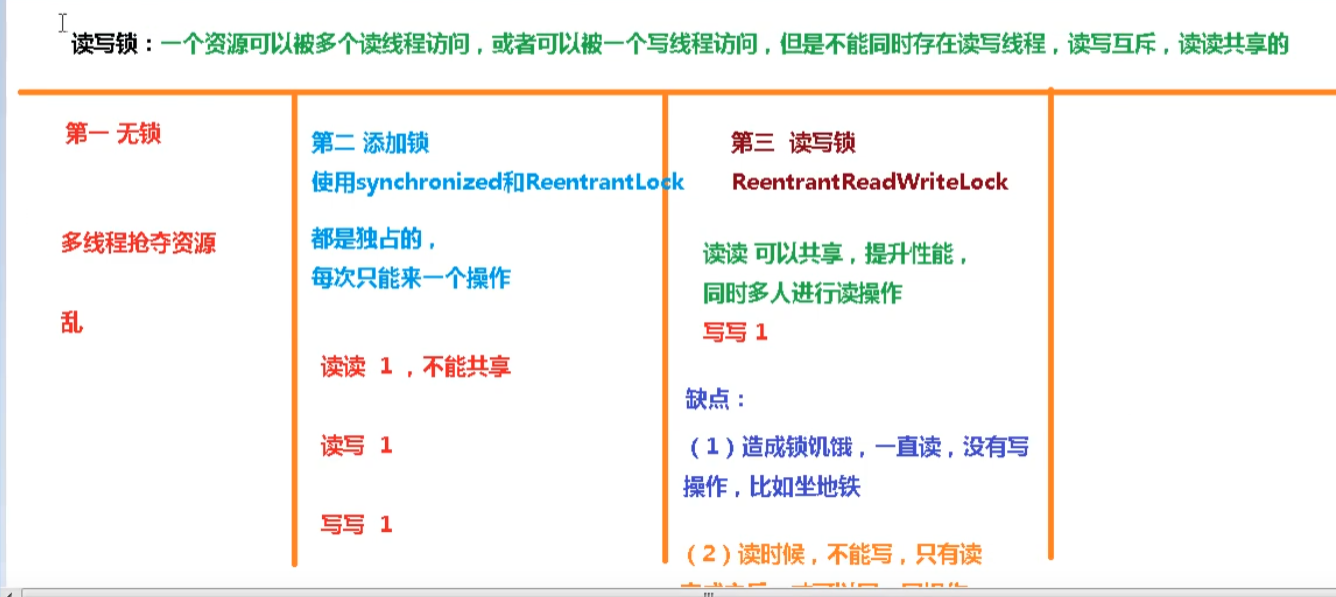 读写锁：一个资源可以被多个读线程访问，或者可以被一个写线程访问，但是不能同时存在读写线程，读写互斥，读读共享的
第一 无锁
多线程抢夺资源
乱
第二 添加锁
使用synchronized和ReentrantLock
都是独占的，
每次只能来一个操作
读读 1 ，不能共享
读写 1
写写 1
第三 读写锁
ReentrantReadWriteLock
读读 可以共享，提升性能，
同时多人进行读操作
写写 1
缺点：
（1）造成锁饥饿，一直读，没有写
操作，比如坐地铁
（2）读时候，不能写，只有读